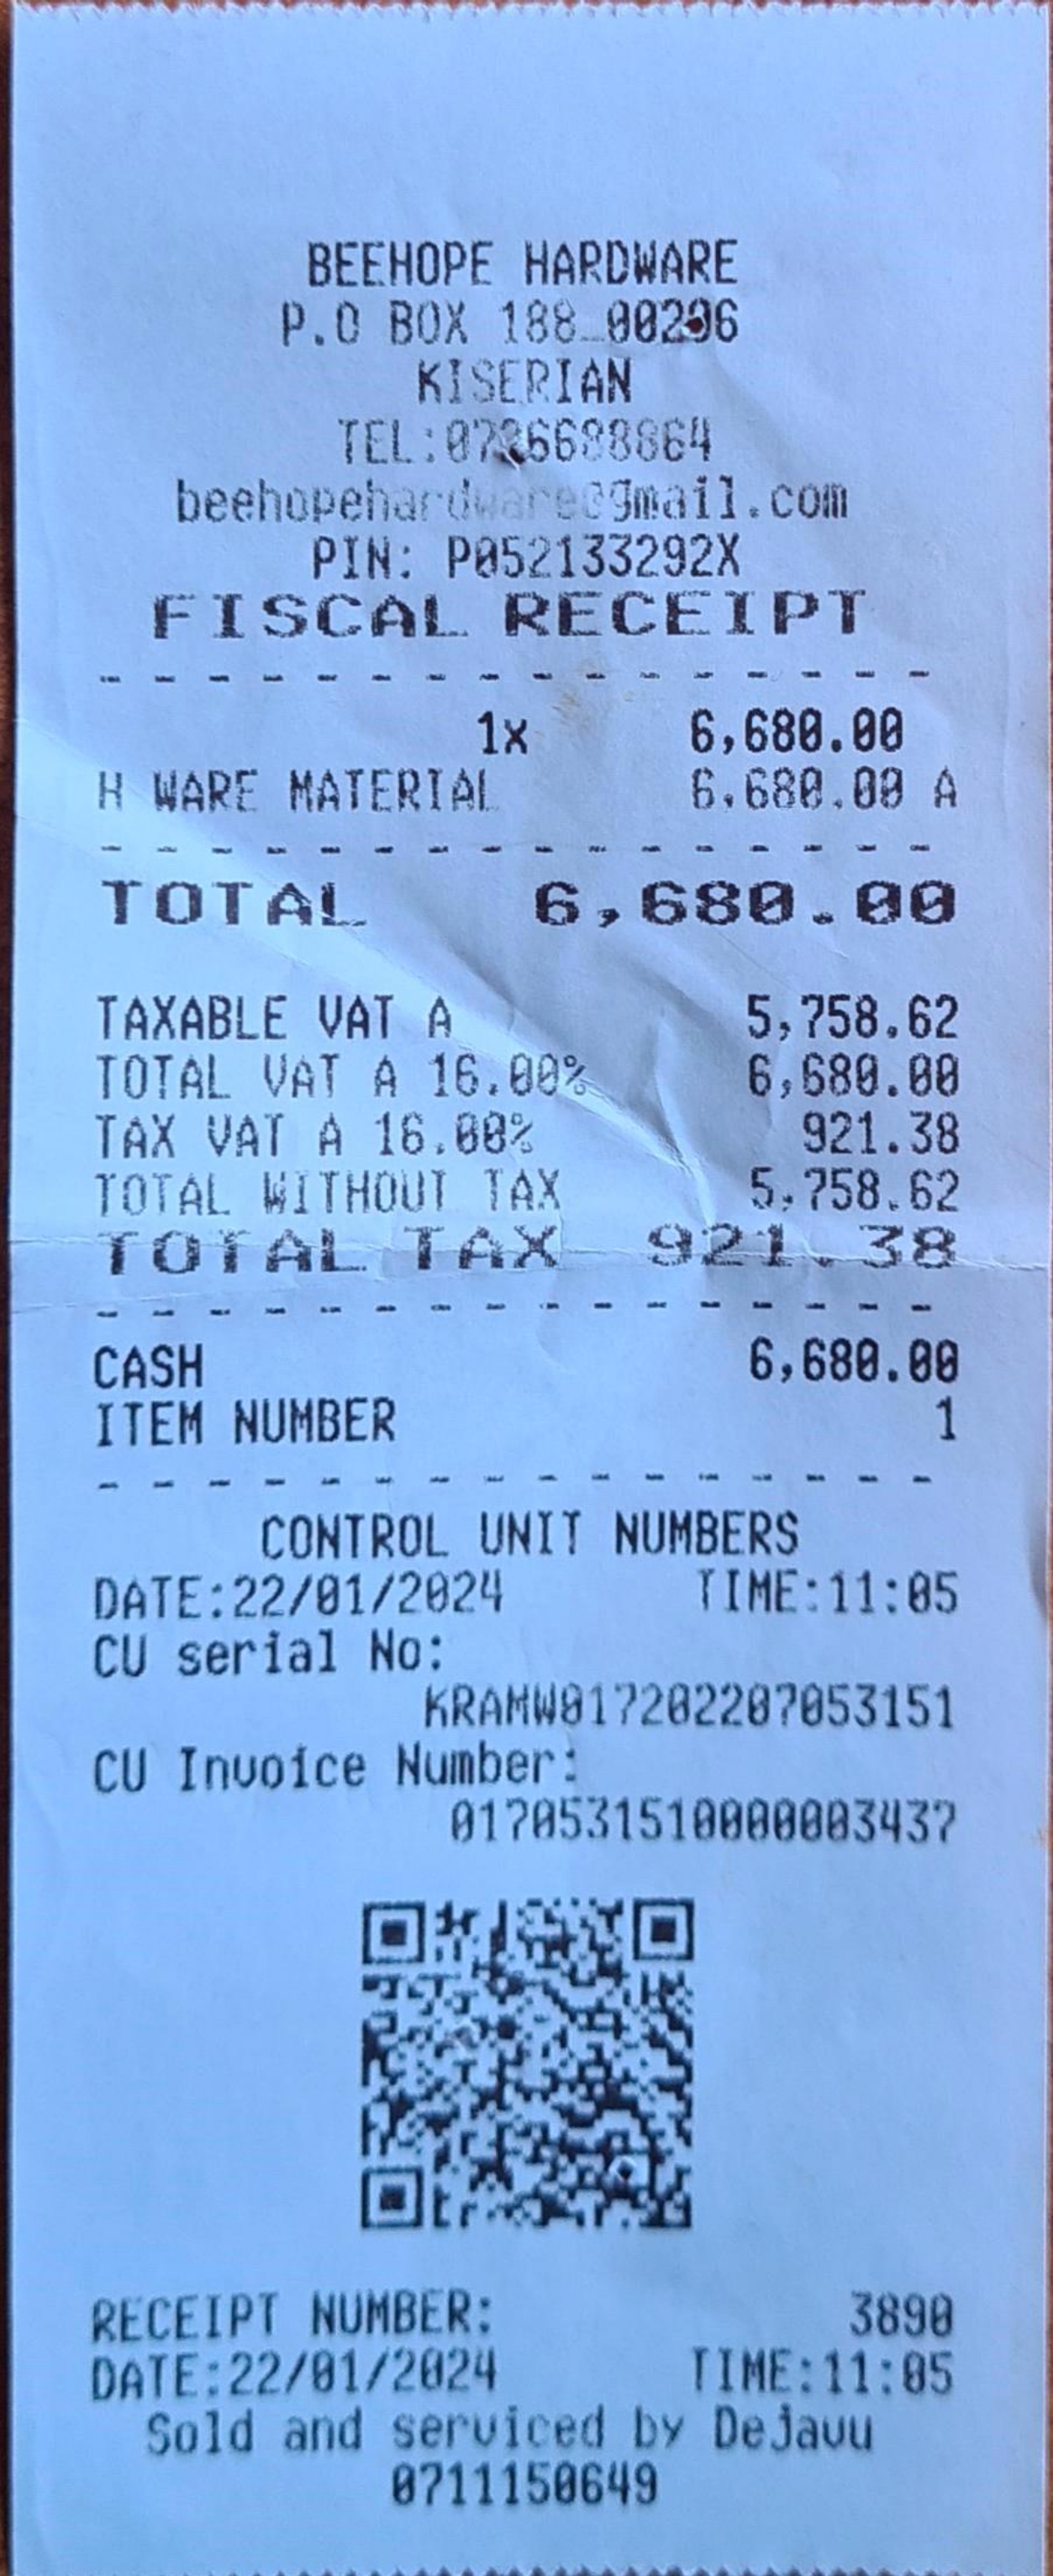 BEEHOPE HARDWARE
P.O BOX 188_00206
KISERIAN
beehopehardware@gmail.com
PIN: P052133292X
FISCAL RECEIPT
1x 6,680.00
H WARE MATERIAL 6,680.00 A
TOTAL 6,680.00
TAXABLE VAT A 5,758.62
TOTAL VAT A 16.00% 6,680.00
TAX VAT A 16.00% 921.38
TOTAL WITHOUT TAX 5,758.62
TOTAL TAX 921.38
CASH 6,680.00
ITEM NUMBER 1
CONTROL UNIT NUMBERS
DATE:22/01/2024 TIME:11:05
CU serial No:
KRAMW017202207053151
CU Invoice Number:
0170531510000003437
RECEIPT NUMBER: 3890
DATE:22/01/2024 TIME:11:05
Sold and serviced by Dejavu
0711150649